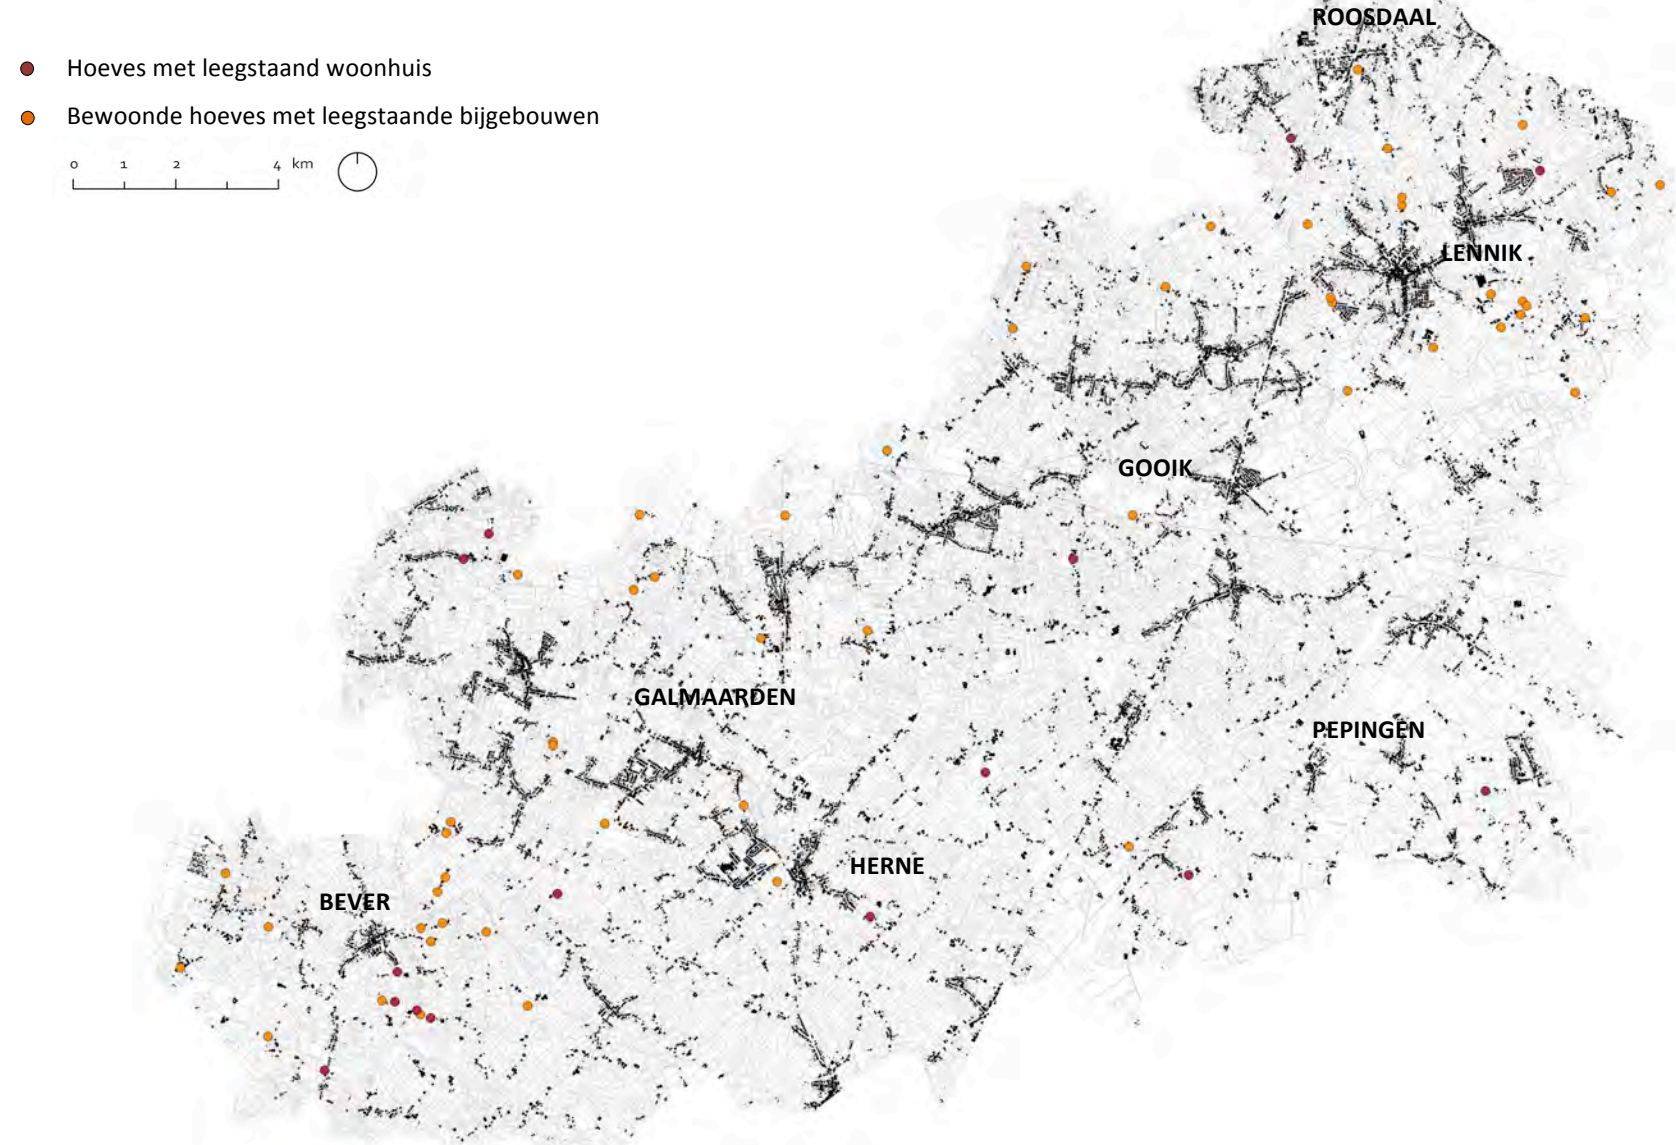 ROOSDAAL
Hoeves met leegstaand woonhuis
Bewoonde hoeves met leegstaande bijgebouwen
0 1 2 4 km
LENNIK
GOOIK
GALMAARDEN
PEPINGEN
HERNE
BEVER